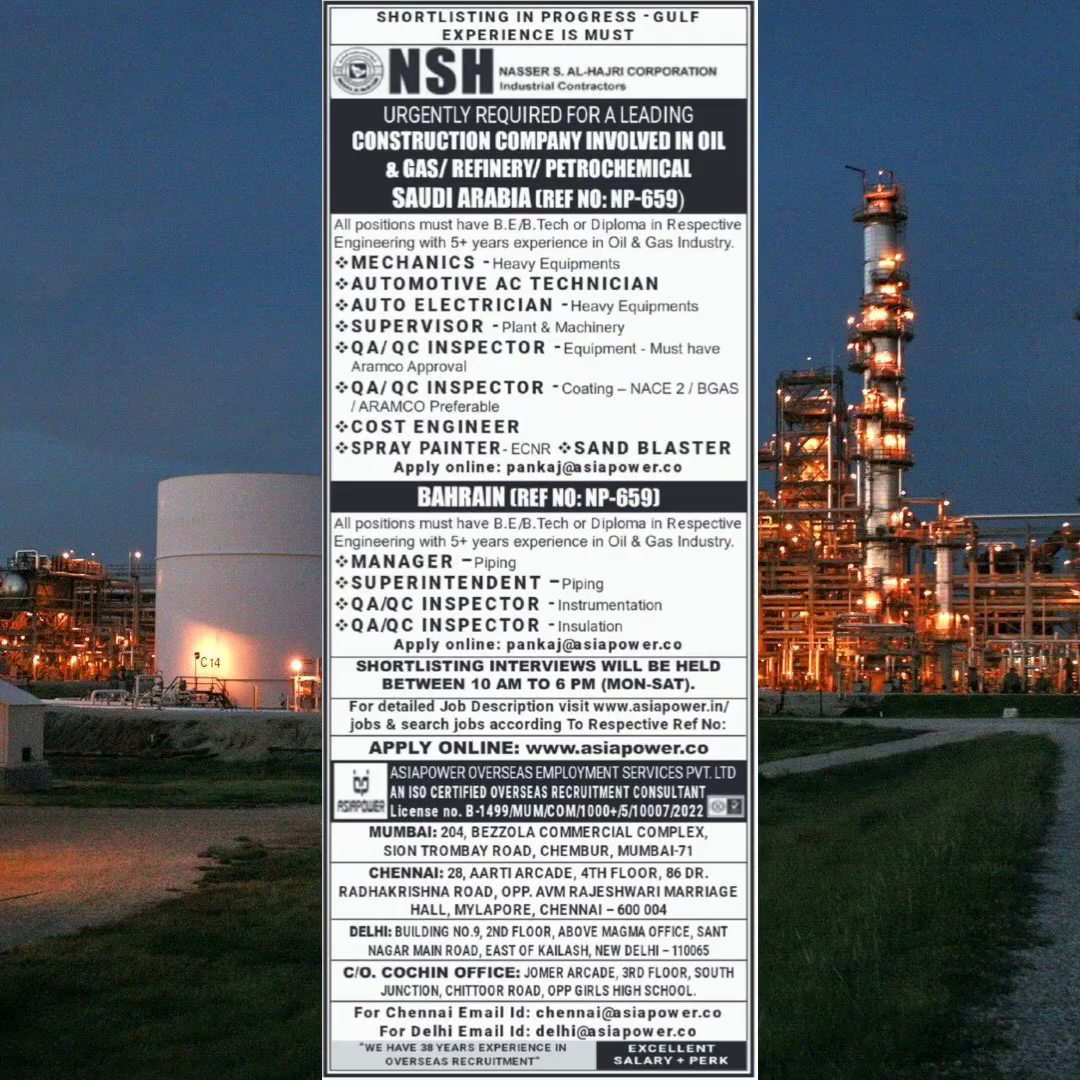 SHORTLISTING IN PROGRESS - GULF
EXPERIENCE IS MUST
NSH NASSER S. AL-HAJRI CORPORATION
Industrial Contractors
URGENTLY REQUIRED FOR A LEADING
CONSTRUCTION COMPANY INVOLVED IN OIL
& GAS/ REFINERY/ PETROCHEMICAL
SAUDI ARABIA (REF NO: NP-659)
All positions must have B.E/B.Tech or Diploma in Respective
Engineering with 5+ years experience in Oil & Gas Industry.
❖MECHANICS - Heavy Equipments
❖AUTOMOTIVE AC TECHNICIAN
❖AUTO ELECTRICIAN - Heavy Equipments
❖SUPERVISOR - Plant & Machinery
❖QA/ QC INSPECTOR - Equipment - Must have
Aramco Approval
❖QA/ QC INSPECTOR - Coating – NACE 2 / BGAS
/ ARAMCO Preferable
❖COST ENGINEER
❖SPRAY PAINTER- ECNR ❖SAND BLASTER
Apply online: pankaj@asiapower.co
BAHRAIN (REF NO: NP-659)
All positions must have B.E/B.Tech or Diploma in Respective
Engineering with 5+ years experience in Oil & Gas Industry.
❖MANAGER – Piping
❖SUPERINTENDENT – Piping
❖QA/QC INSPECTOR - Instrumentation
❖QA/QC INSPECTOR - Insulation
Apply online: pankaj@asiapower.co
SHORTLISTING INTERVIEWS WILL BE HELD
BETWEEN 10 AM TO 6 PM (MON-SAT).
For detailed Job Description visit www.asiapower.in/
jobs & search jobs according To Respective Ref No:
APPLY ONLINE: www.asiapower.co
ASIAPOWER
ASIAPOWER OVERSEAS EMPLOYMENT SERVICES PVT. LTD
AN ISO CERTIFIED OVERSEAS RECRUITMENT CONSULTANT
License no. B-1499/MUM/COM/1000+/5/10007/2022
MUMBAI: 204, BEZZOLA COMMERCIAL COMPLEX,
SION TROMBAY ROAD, CHEMBUR, MUMBAI-71
CHENNAI: 28, AARTI ARCADE, 4TH FLOOR, 86 DR.
RADHAKRISHNA ROAD, OPP. AVM RAJESHWARI MARRIAGE
HALL, MYLAPORE, CHENNAI – 600 004
DELHI: BUILDING NO.9, 2ND FLOOR, ABOVE MAGMA OFFICE, SANT
NAGAR MAIN ROAD, EAST OF KAILASH, NEW DELHI – 110065
C/O. COCHIN OFFICE: JOMER ARCADE, 3RD FLOOR, SOUTH
JUNCTION, CHITTOOR ROAD, OPP GIRLS HIGH SCHOOL.
For Chennai Email Id: chennai@asiapower.co
For Delhi Email Id: delhi@asiapower.co
"WE HAVE 38 YEARS EXPERIENCE IN
OVERSEAS RECRUITMENT"
EXCELLENT
SALARY + PERK
C 14